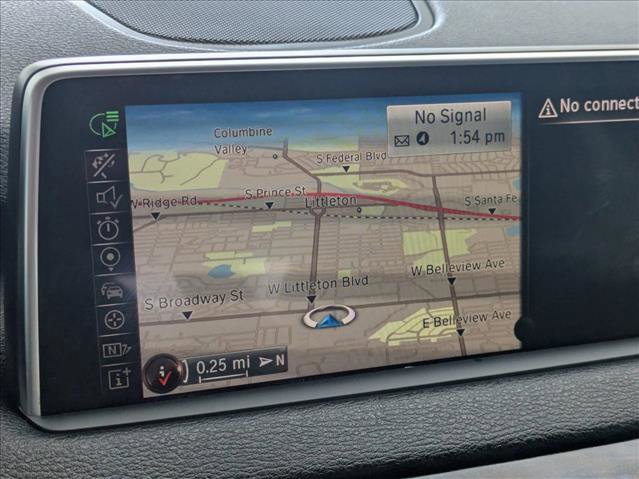 No Signal
1:54 pm
No connect
Columbine
Valley
S Federal Blvd
W Ridge Rd
S Prince St
Littleton
S Santa Fe
W Belleview Ave
W Littleton Blvd
S Broadway St
E Belleview Ave
0.25 mi N
N
i